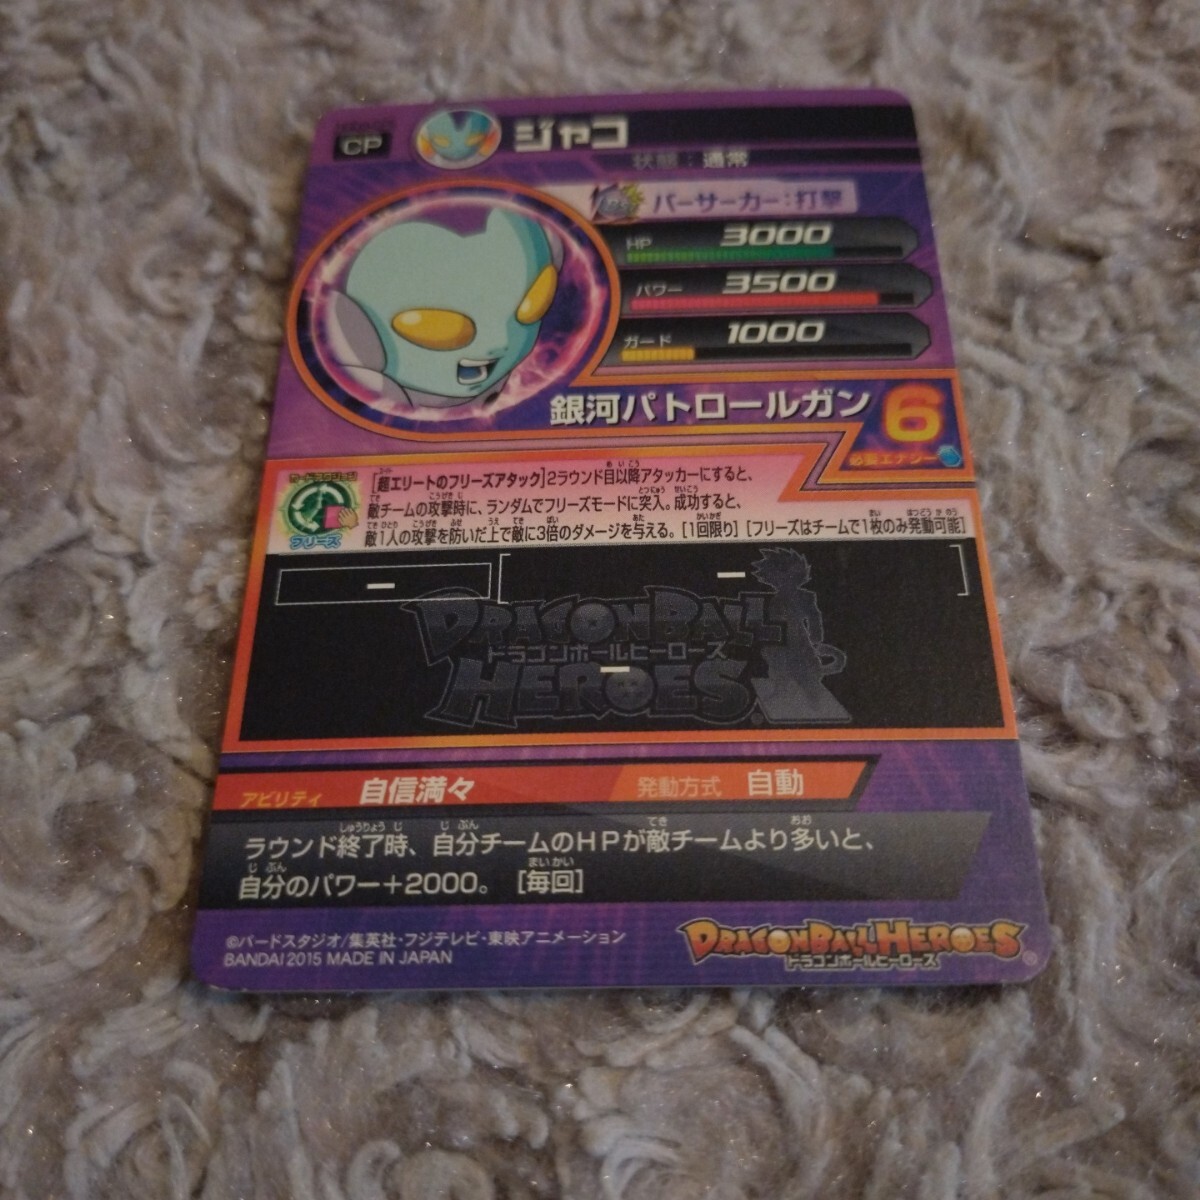 CP
ジャコ
状態：通常
バーサーカー：打撃
HP 3000
パワー 3500
ガード 1000
銀河パトロールガン 6
必要エナジー
カードアクション
フリーズ
[超エリートのフリーズアタック]2ラウンド目以降アタッカーにすると、
敵チームの攻撃時に、ランダムでフリーズモードに突入。成功すると、
敵1人の攻撃を防いだ上で敵に3倍のダメージを与える。[1回限り] [フリーズはチームで1枚のみ発動可能]
ー
ー
DRAGONBALL
ドラゴンボールヒーローズ
ー
HEROES
アビリティ 自信満々 発動方式 自動
ラウンド終了時、自分チームのHPが敵チームより多いと、
自分のパワー+2000。 [毎回]
©バードスタジオ/集英社・フジテレビ・東映アニメーション
BANDAI 2015 MADE IN JAPAN
DRAGONBALL HEROES
ドラゴンボールヒーローズ